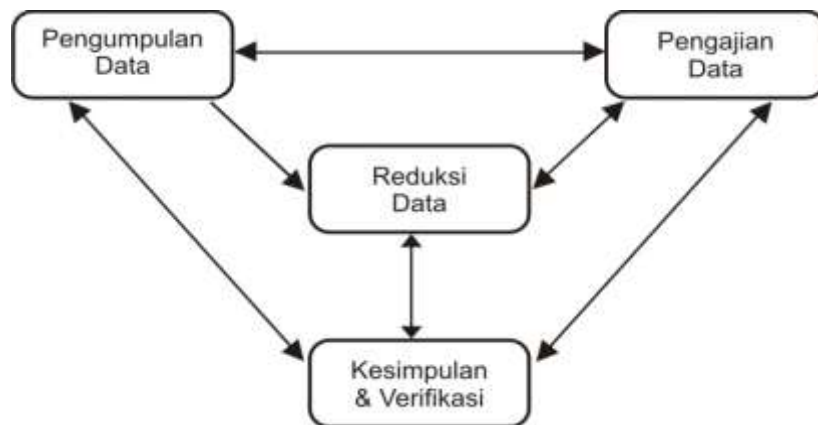 Pengumpulan
Data
Pengajian
Data
Reduksi
Data
Kesimpulan
& Verifikasi